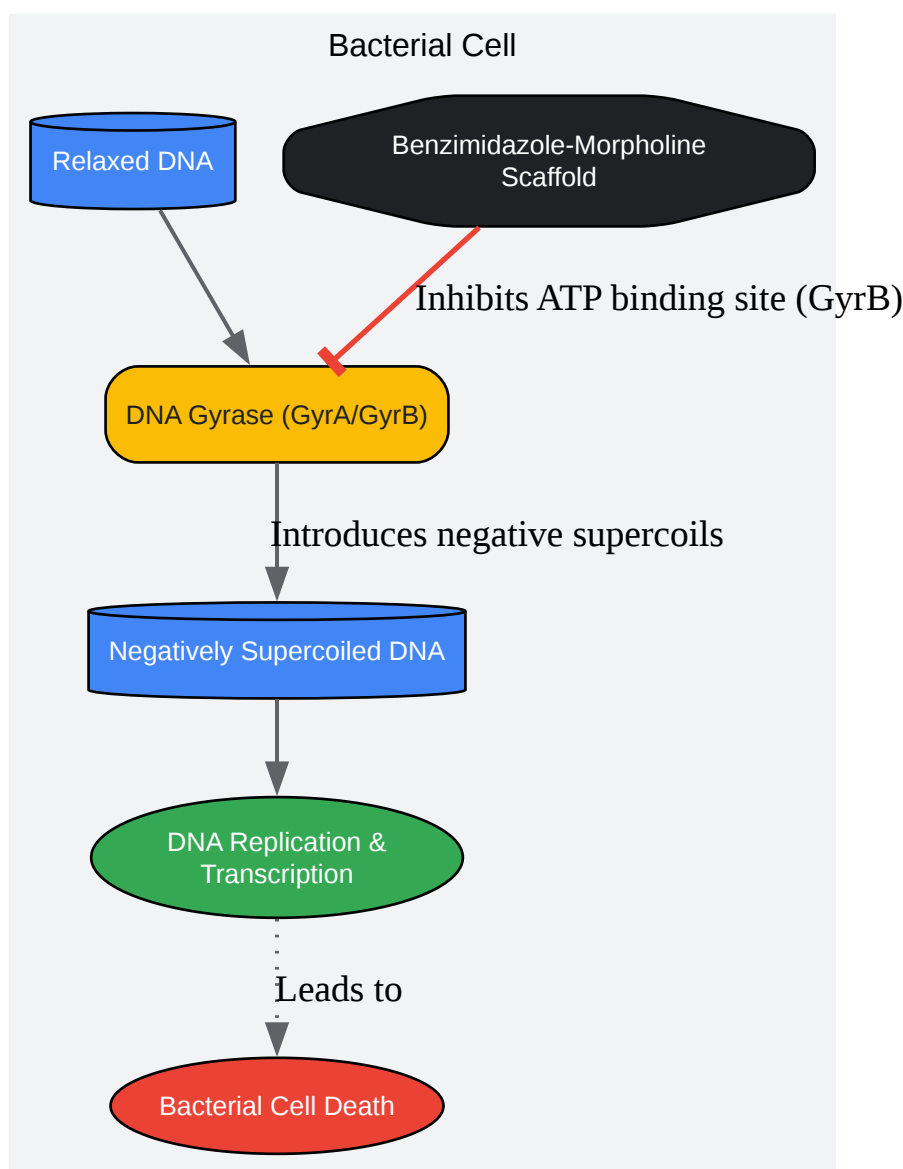 Bacterial Cell
Relaxed DNA
Benzimidazole-Morpholine
Scaffold
Inhibits ATP binding site (GyrB)
DNA Gyrase (GyrA/GyrB)
Introduces negative supercoils
Negatively Supercoiled DNA
DNA Replication &
Transcription
Leads to
Bacterial Cell Death